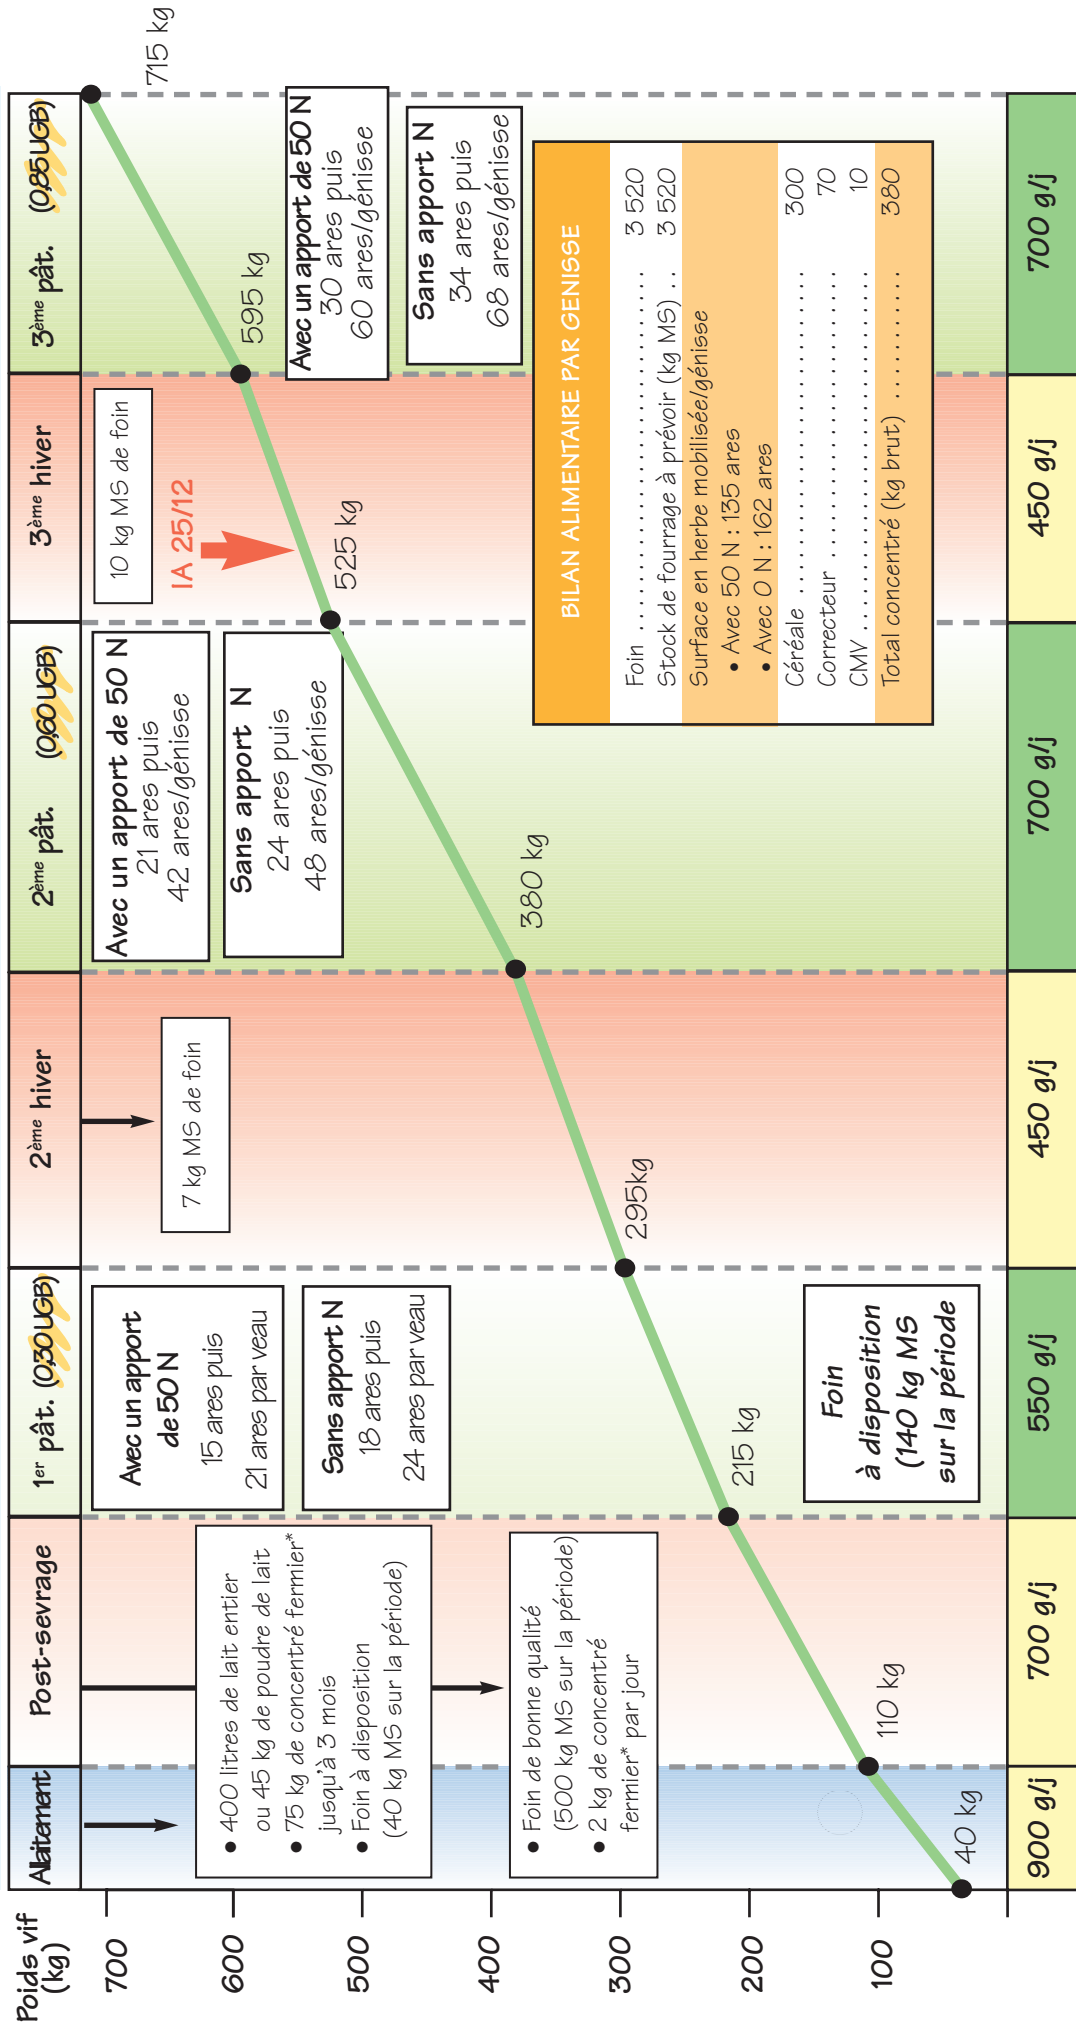 Poids vif
(kg)
700
600
500
400
300
200
100
Allaitement
Post-sevrage
1er pât. (0,30UGB)
2ème hiver
2ème pât. (0,60UGB)
3ème hiver
3ème pât. (0,85UGB)
• 400 litres de lait entier
ou 45 kg de poudre de lait
• 75 kg de concentré fermier*
jusqu'à 3 mois
• Foin à disposition
(40 kg MS sur la période)
• Foin de bonne qualité
(500 kg MS sur la période)
• 2 kg de concentré
fermier* par jour
Avec un apport
de 50 N
15 ares puis
21 ares par veau
Sans apport N
18 ares puis
24 ares par veau
Foin
à disposition
(140 kg MS
sur la période
7 kg MS de foin
Avec un apport de 50 N
21 ares puis
42 ares/génisse
Sans apport N
24 ares puis
48 ares/génisse
10 kg MS de foin
IA 25/12
Avec un apport de 50 N
30 ares puis
60 ares/génisse
Sans apport N
34 ares puis
68 ares/génisse
40 kg
110 kg
215 kg
295kg
380 kg
525 kg
595 kg
715 kg
BILAN ALIMENTAIRE PAR GENISSE
Foin .......................................... 3 520
Stock de fourrage à prévoir (kg MS) .. 3 520
Surface en herbe mobilisée/génisse
• Avec 50 N : 135 ares
• Avec 0 N : 162 ares
Céréale ..................................... 300
Correcteur ................................. 70
CMV .......................................... 10
Total concentré (kg brut) ............ 380
900 g/j
700 g/j
550 g/j
450 g/j
700 g/j
450 g/j
700 g/j